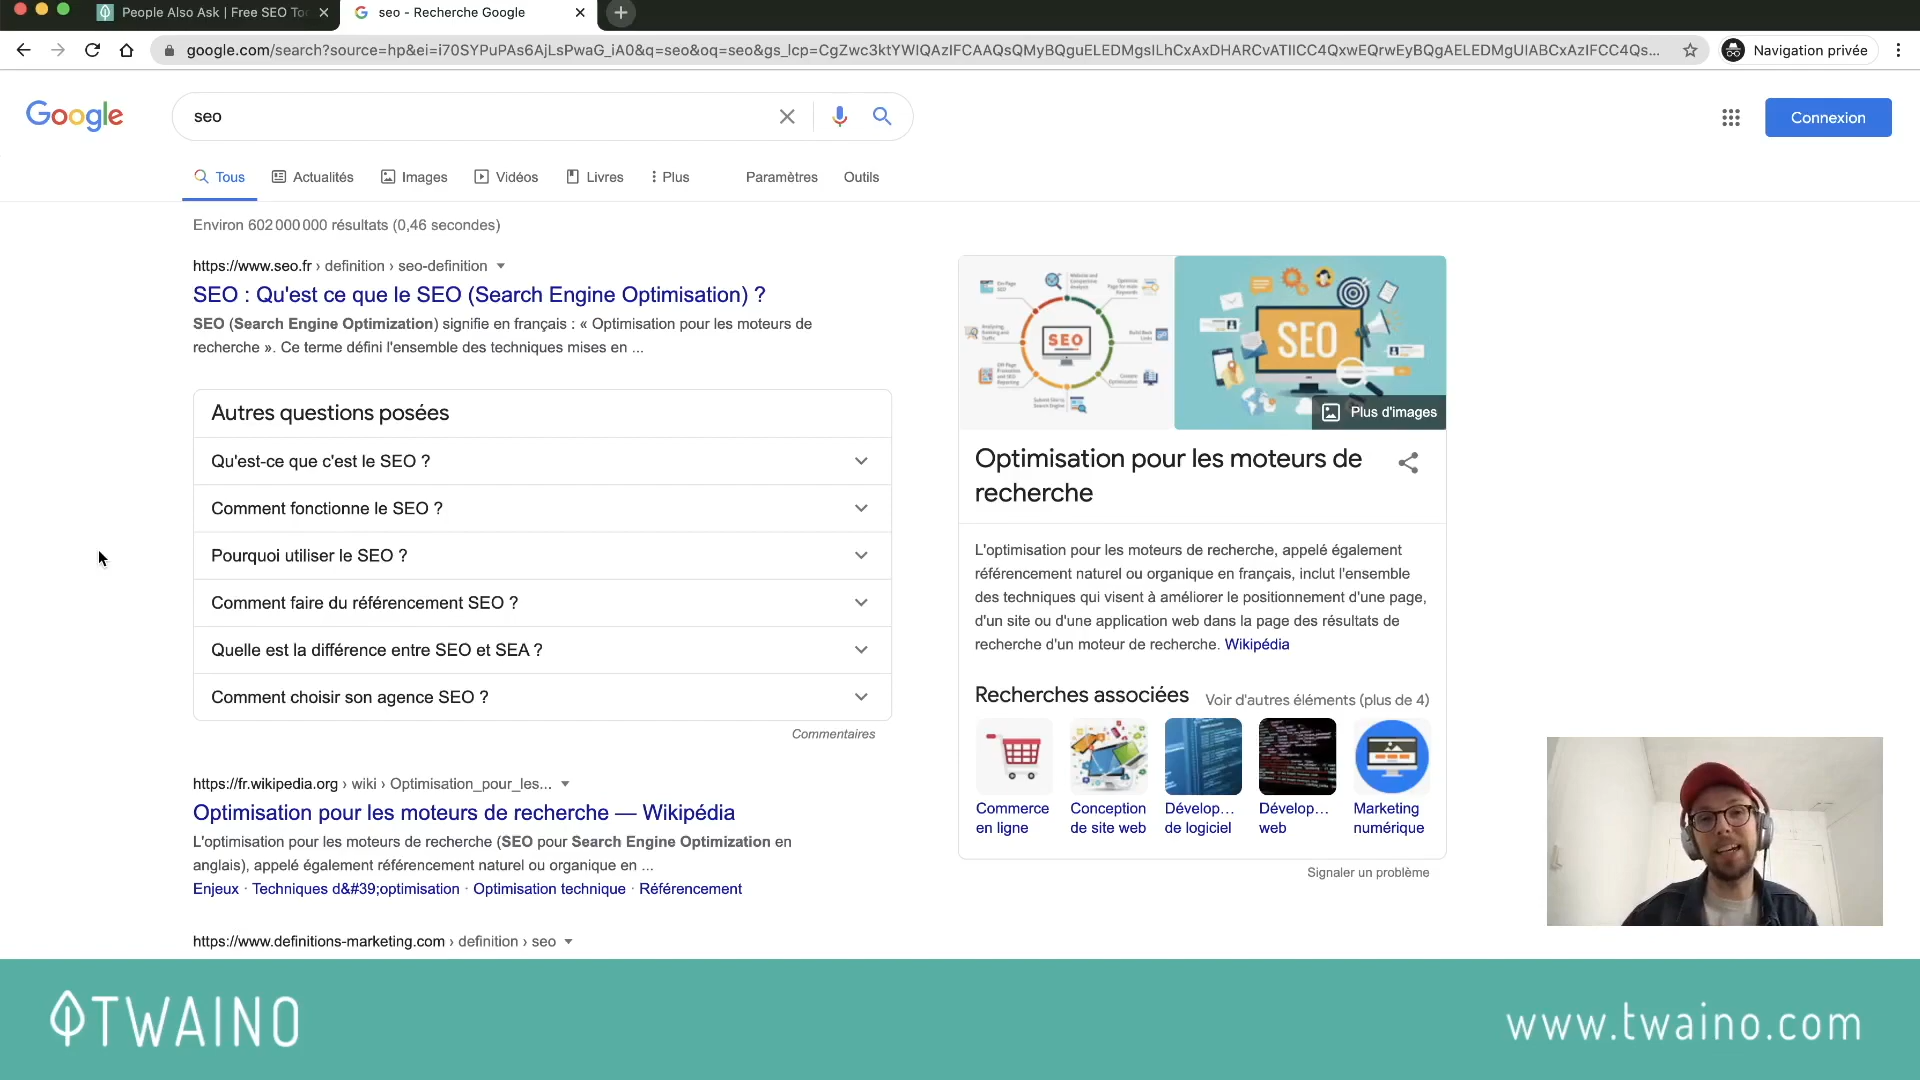 People Also Ask | Free SEO To
seo - Recherche Google
google.com/search?source=hp&ei=i70SYPuPAs6AjLsPwaG_iA0&q=seo&oq=seo&gs_lcp=CgZwc3ktYWIQAzIFCAAQsQMyBQguELEDMgsILhCxAxDHARCvATIICC4QxwEQrwEyBQgAELEDMgUIABCxAzIFCC4Qs...
Navigation privée
Google
seo
Connexion
Tous
Actualités
Images
Vidéos
Livres
Plus
Paramètres
Outils
Environ 602 000 000 résultats (0,46 secondes)
https://www.seo.fr › definition › seo-definition
SEO : Qu'est ce que le SEO (Search Engine Optimisation) ?
SEO (Search Engine Optimization) signifie en français : « Optimisation pour les moteurs de
recherche ». Ce terme défini l'ensemble des techniques mises en ...
Autres questions posées
Qu'est-ce que c'est le SEO ?
Comment fonctionne le SEO ?
Pourquoi utiliser le SEO ?
Comment faire du référencement SEO ?
Quelle est la différence entre SEO et SEA ?
Comment choisir son agence SEO ?
Commentaires
https://fr.wikipedia.org › wiki › Optimisation_pour_les...
Optimisation pour les moteurs de recherche — Wikipédia
L'optimisation pour les moteurs de recherche (SEO pour Search Engine Optimization en
anglais), appelé également référencement naturel ou organique en ...
Enjeux · Techniques d&#39;optimisation · Optimisation technique · Référencement
https://www.definitions-marketing.com › definition › seo
SEO
SEO
Plus d'images
Optimisation pour les moteurs de
recherche
L'optimisation pour les moteurs de recherche, appelé également
référencement naturel ou organique en français, inclut l'ensemble
des techniques qui visent à améliorer le positionnement d'une page,
d'un site ou d'une application web dans la page des résultats de
recherche d'un moteur de recherche. Wikipédia
Recherches associées
Voir d'autres éléments (plus de 4)
Commerce
en ligne
Conception
de site web
Dévelop...
de logiciel
Dévelop...
web
Marketing
numérique
Signaler un problème
TWAINO
www.twaino.com